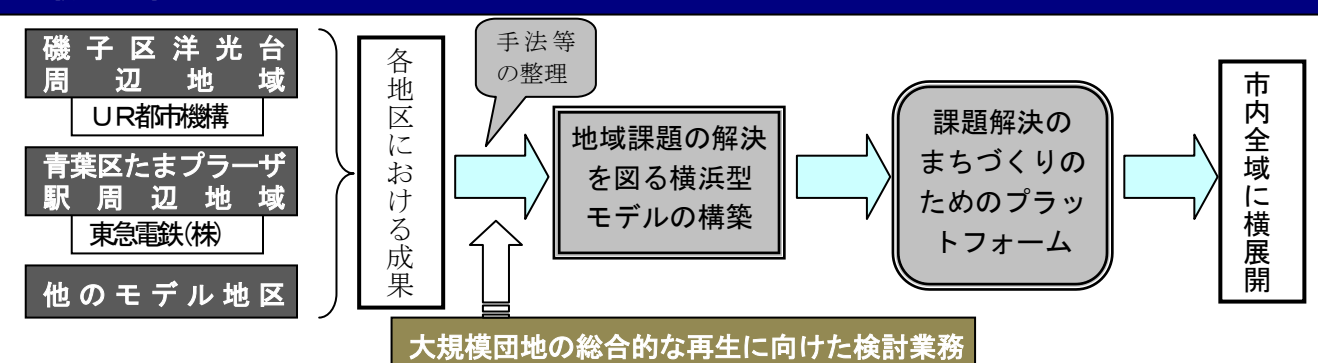 磯子区洋光台
周辺地域
UR都市機構
青葉区たまプラーザ
駅周辺地域
東急電鉄(株)
他のモデル地区
各地区における成果
手法等
の整理
地域課題の解決
を図る横浜型
モデルの構築
課題解決の
まちづくりの
ためのプラッ
トフォーム
市内全域に横展開
大規模団地の総合的な再生に向けた検討業務